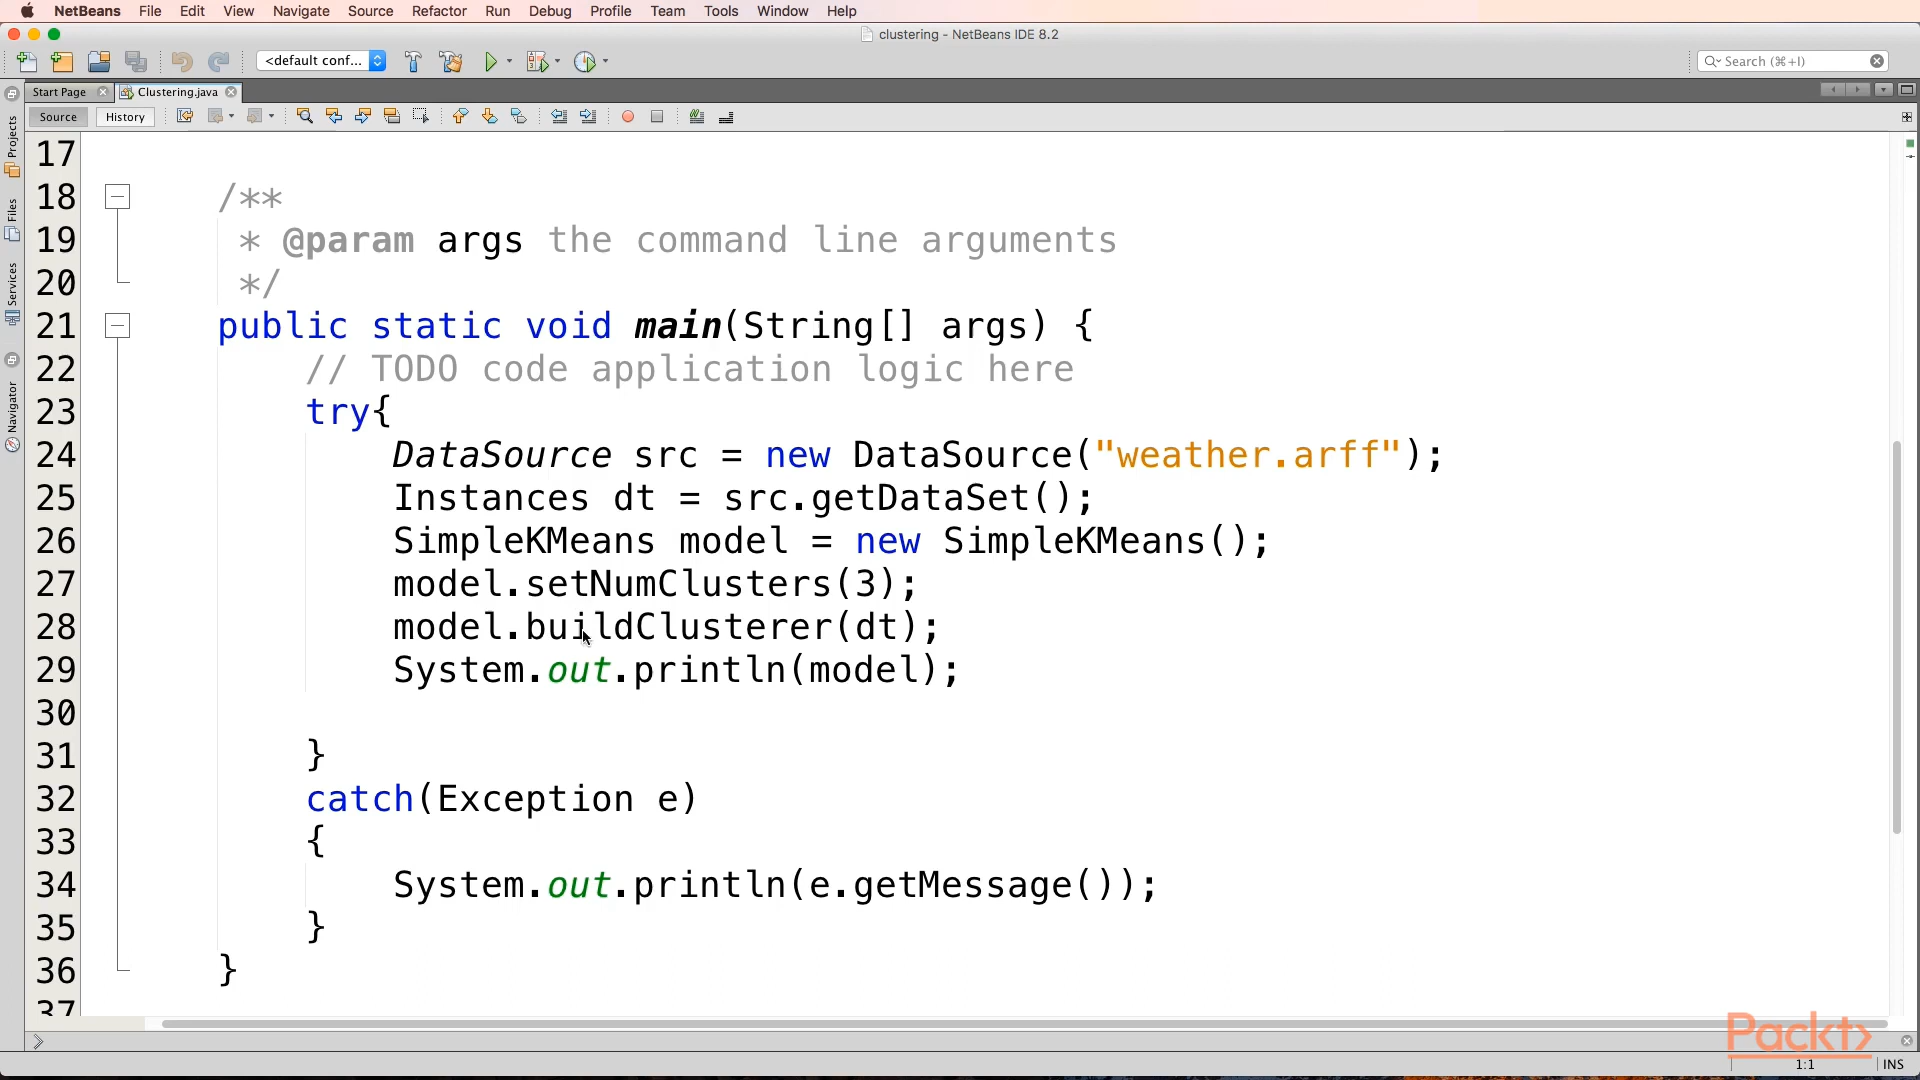 NetBeans File Edit View Navigate Source Refactor Run Debug Profile Team Tools Window Help
clustering - NetBeans IDE 8.2
<default conf...
Search (⌘+I)
Start Page Clustering.java
Source History
Projects
Files
Services
Navigator
17
18 /**
19 * @param args the command line arguments
20 */
21 public static void main(String[] args) {
22 // TODO code application logic here
23 try{
24 DataSource src = new DataSource("weather.arff");
25 Instances dt = src.getDataSet();
26 SimpleKMeans model = new SimpleKMeans();
27 model.setNumClusters(3);
28 model.buildClusterer(dt);
29 System.out.println(model);
30
31 }
32 catch(Exception e)
33 {
34 System.out.println(e.getMessage());
35 }
36 }
37
Packt>
1:1 INS